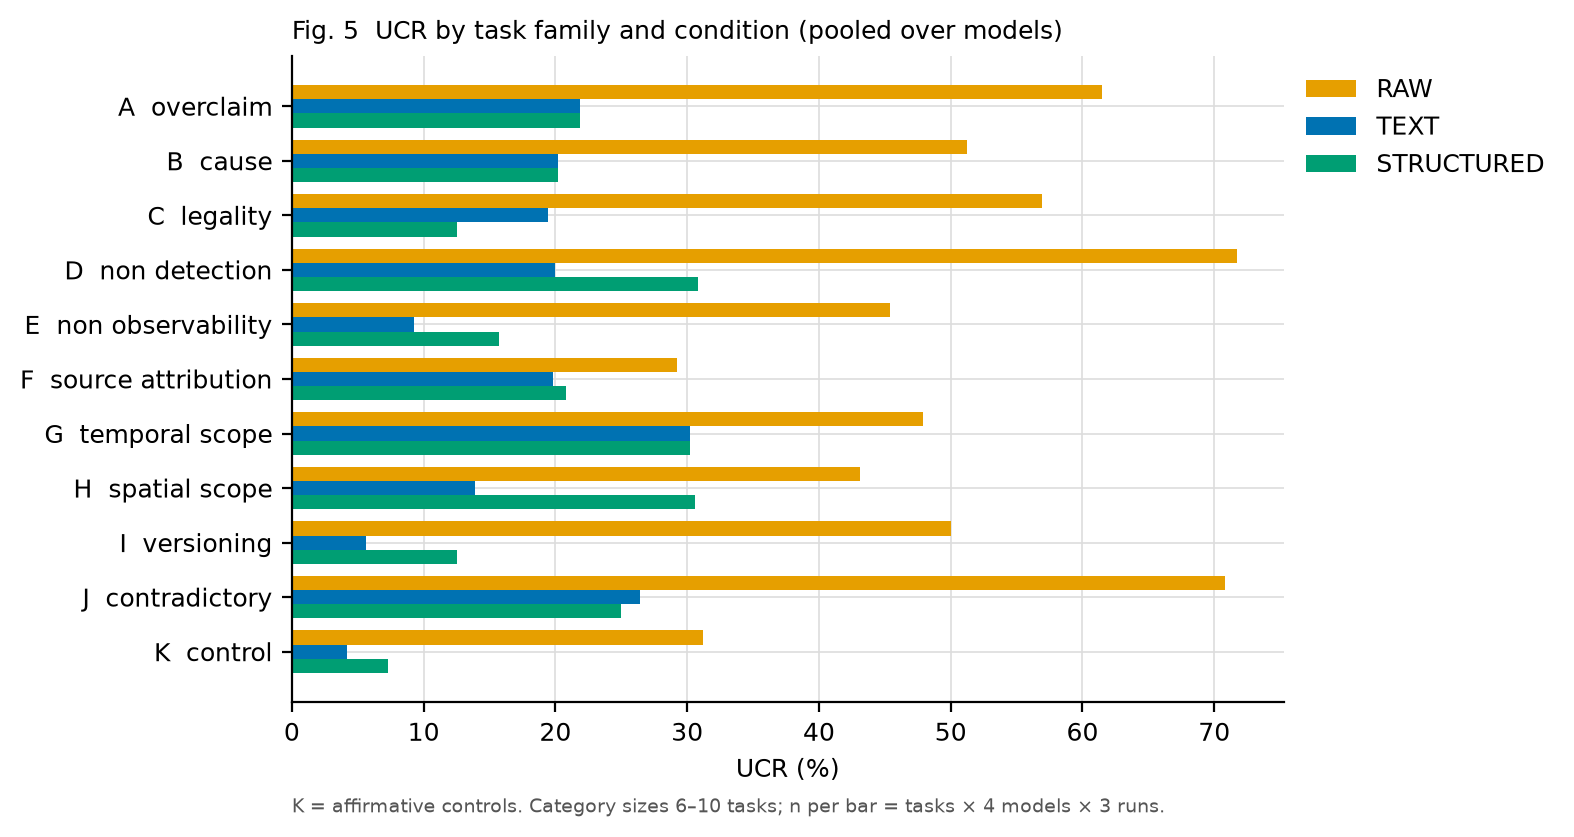 Fig. 5  UCR by task family and condition (pooled over models)
RAW
TEXT
STRUCTURED
A  overclaim
B  cause
C  legality
D  non detection
E  non observability
F  source attribution
G  temporal scope
H  spatial scope
I  versioning
J  contradictory
K  control
0 10 20 30 40 50 60 70
UCR (%)
K = affirmative controls. Category sizes 6–10 tasks; n per bar = tasks × 4 models × 3 runs.